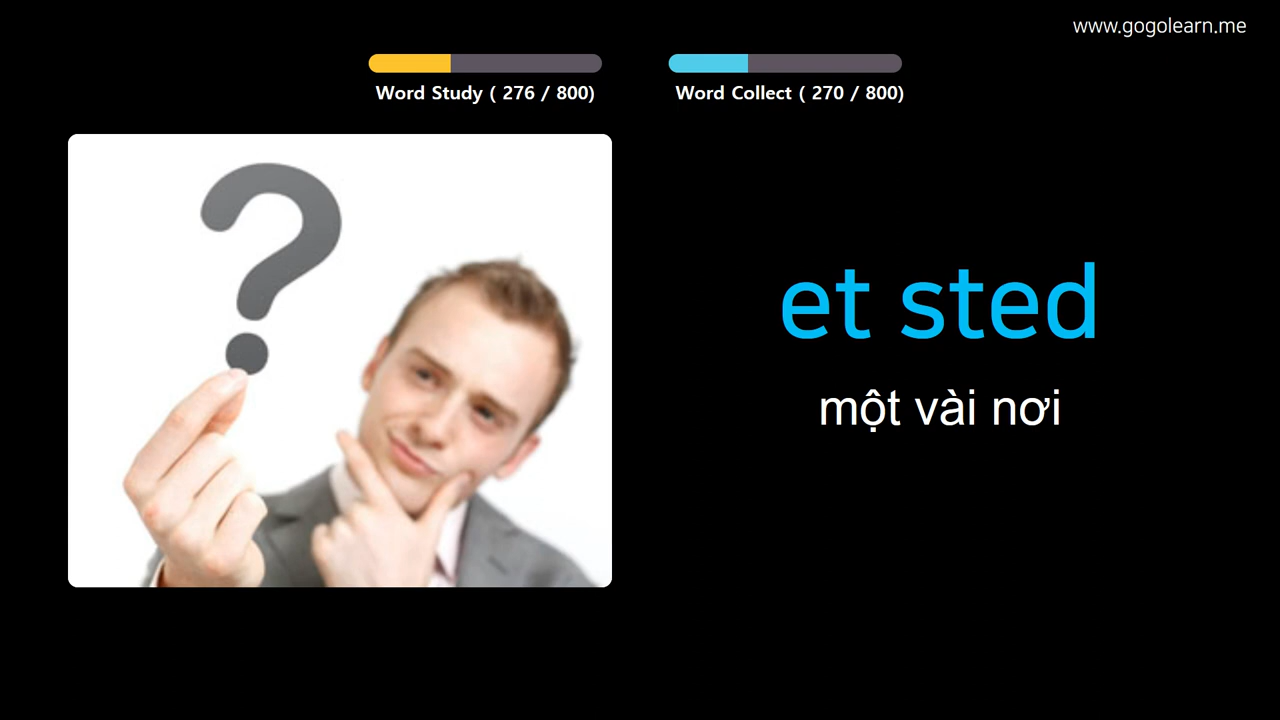 www.gogolearn.me
Word Study ( 276 / 800)
Word Collect ( 270 / 800)
?
et sted
một vài nơi